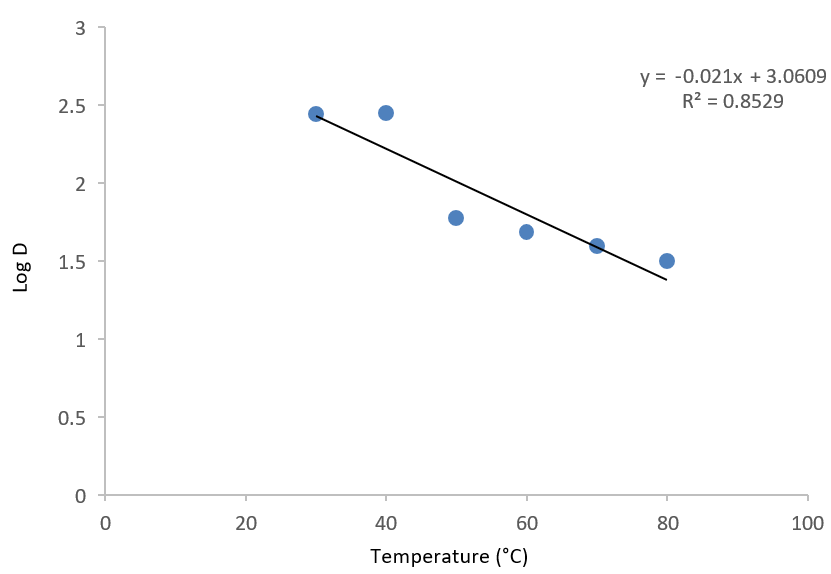 3
y = -0.021x + 3.0609
R² = 0.8529
2.5
2
1.5
1
0.5
0
Log D
0 20 40 60 80 100
Temperature (°C)